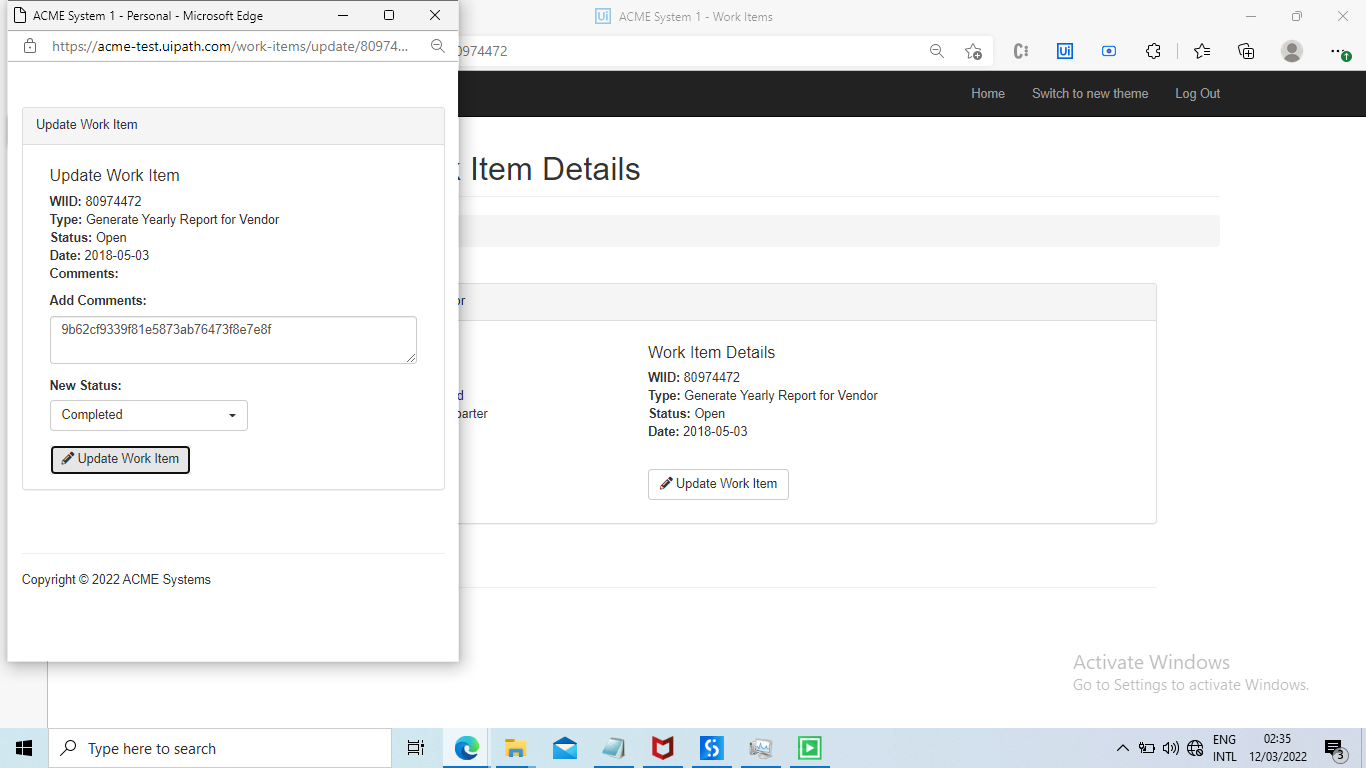 ACME System 1 - Personal - Microsoft Edge
https://acme-test.uipath.com/work-items/update/80974...
Update Work Item
Update Work Item
WIID: 80974472
Type: Generate Yearly Report for Vendor
Status: Open
Date: 2018-05-03
Comments:
Add Comments:
9b62cf9339f81e5873ab76473f8e7e8f
New Status:
Completed
Update Work Item
Copyright © 2022 ACME Systems
Ui ACME System 1 - Work Items
0974472
Ui
Home Switch to new theme Log Out
Item Details
Work Item Details
WIID: 80974472
Type: Generate Yearly Report for Vendor
Status: Open
Date: 2018-05-03
Update Work Item
Activate Windows
Go to Settings to activate Windows.
Type here to search
ENG
INTL
02:35
12/03/2022
3